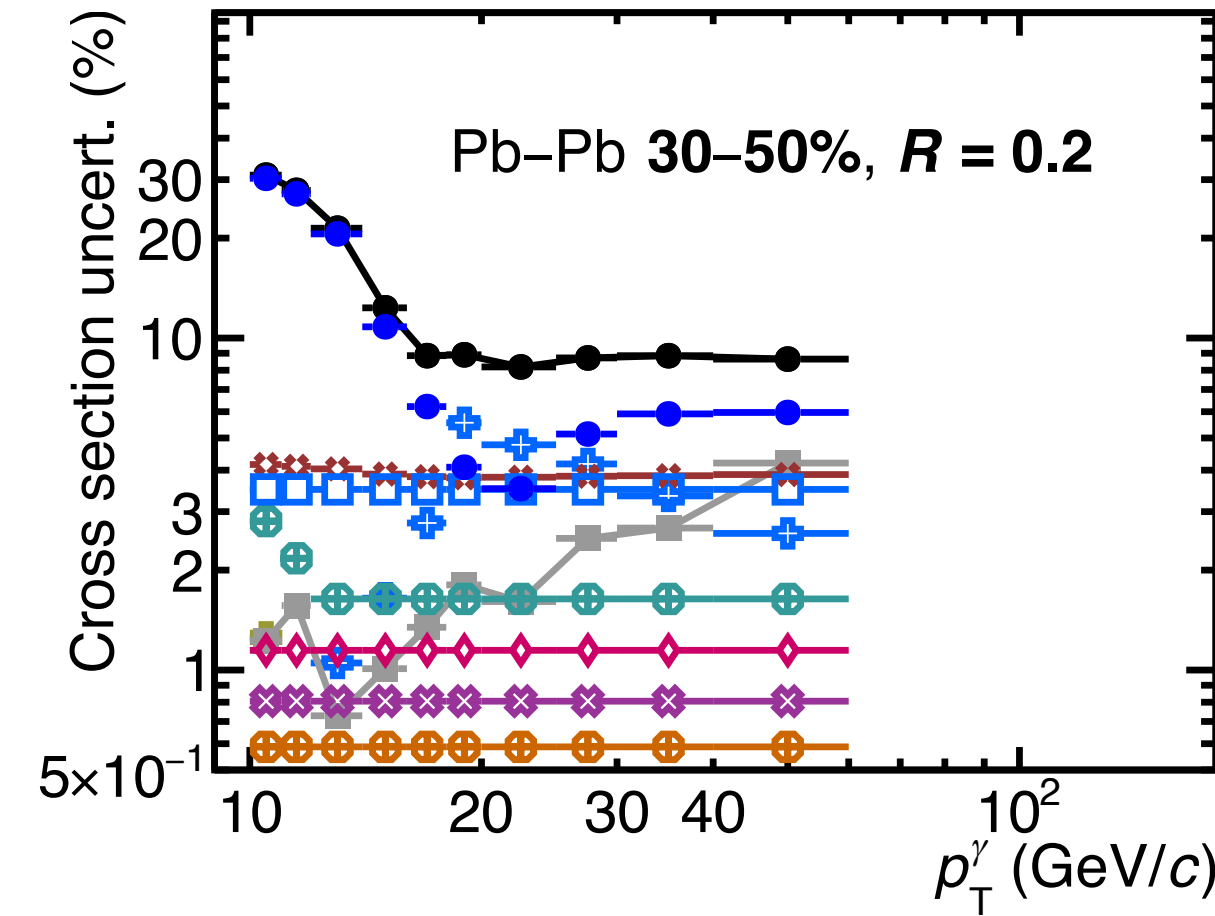 Cross section uncert. (%)
Pb–Pb 30–50%, R = 0.2
30
20
10
3
2
1
5×10⁻¹
10 20 30 40 10²
p_T^γ (GeV/c)